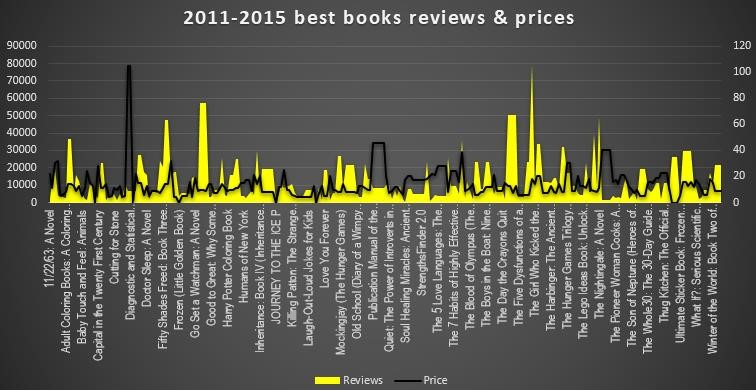 2011-2015 best books reviews & prices
90000
80000
70000
60000
50000
40000
30000
20000
10000
0
120
100
80
60
40
20
0
11/22/63: A Novel
Adult Coloring Books: A Coloring…
Baby Touch and Feel: Animals
Capital in the Twenty First Century
Cutting for Stone
Diagnostic and Statistical…
Doctor Sleep: A Novel
Fifty Shades Freed: Book Three…
Frozen (Little Golden Book)
Go Set a Watchman: A Novel
Good to Great: Why Some…
Harry Potter Coloring Book
Humans of New York
Inheritance: Book IV (Inheritance…
JOURNEY TO THE ICE P
Killing Patton: The Strange…
Laugh-Out-Loud Jokes for Kids
Love You Forever
Mockingjay (The Hunger Games)
Old School (Diary of a Wimpy…
Publication Manual of the…
Quiet: The Power of Introverts in…
Soul Healing Miracles: Ancient…
StrengthsFinder 2.0
The 5 Love Languages: The…
The 7 Habits of Highly Effective…
The Blood of Olympus (The…
The Boys in the Boat: Nine…
The Day the Crayons Quit
The Five Dysfunctions of a…
The Girl Who Kicked the…
The Harbinger: The Ancient…
The Hunger Games Trilogy…
The Lego Ideas Book: Unlock…
The Nightingale: A Novel
The Pioneer Woman Cooks: A…
The Son of Neptune (Heroes of…
The Whole30: The 30-Day Guide…
Thug Kitchen: The Official…
Ultimate Sticker Book: Frozen…
What If?: Serious Scientific…
Winter of the World: Book Two of…
Reviews
Price